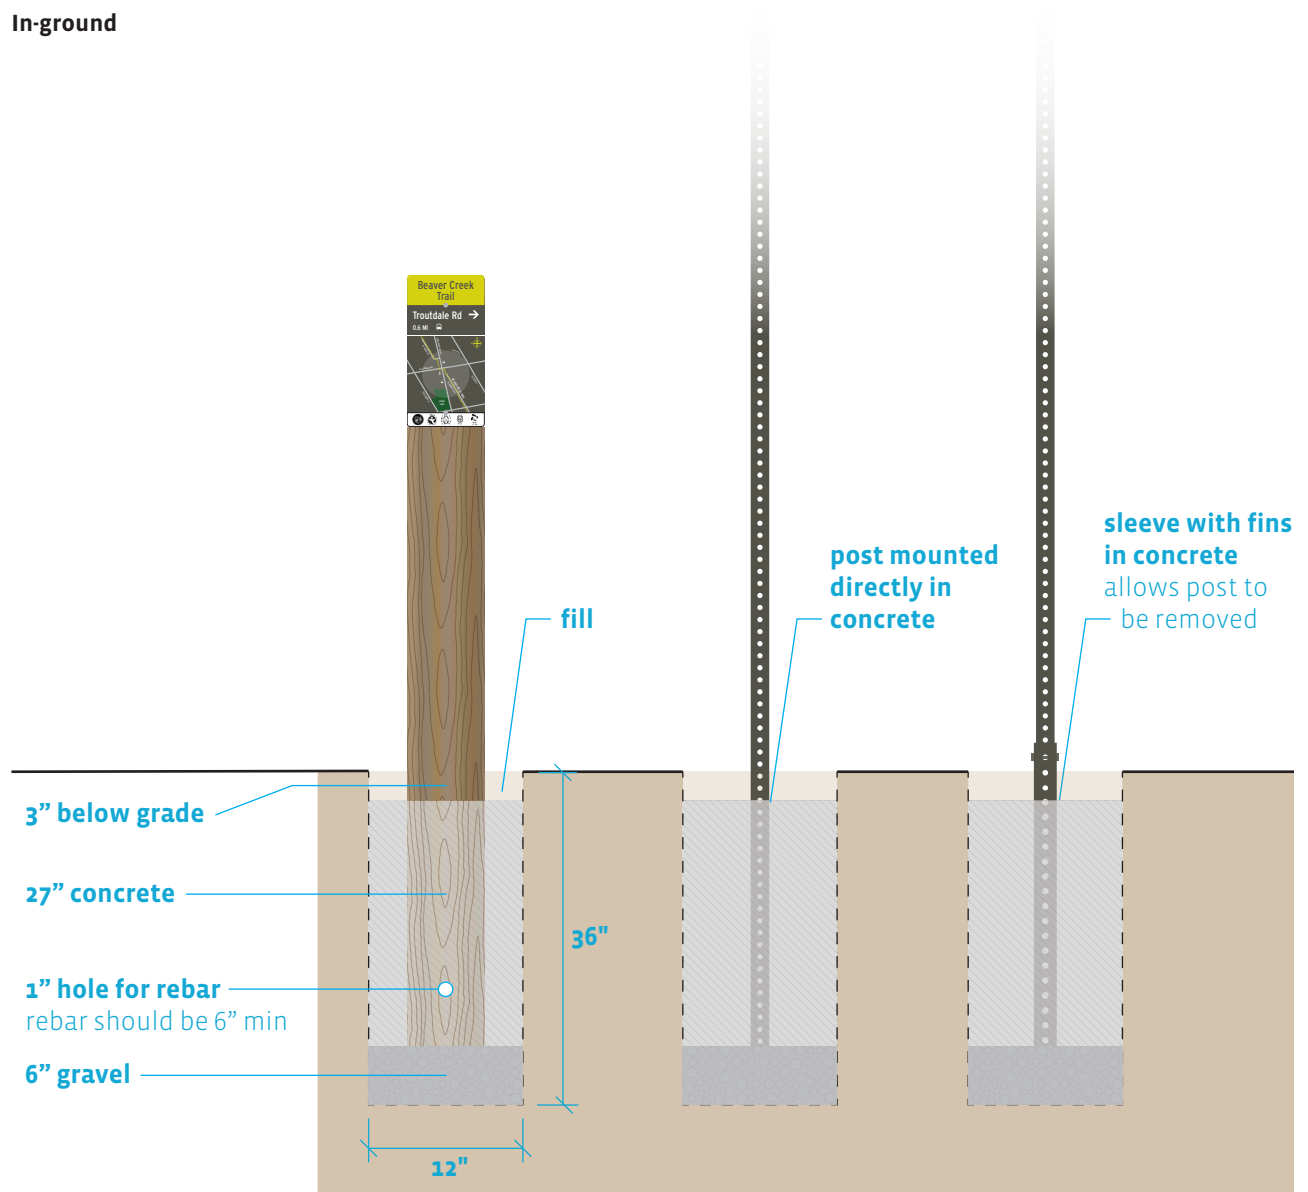 In-ground
Beaver Creek
Trail
Troutdale Rd
0.6 MI
sleeve with fins
in concrete
allows post to
be removed
post mounted
directly in
concrete
fill
3” below grade
27” concrete
36"
1” hole for rebar
rebar should be 6” min
6” gravel
12"